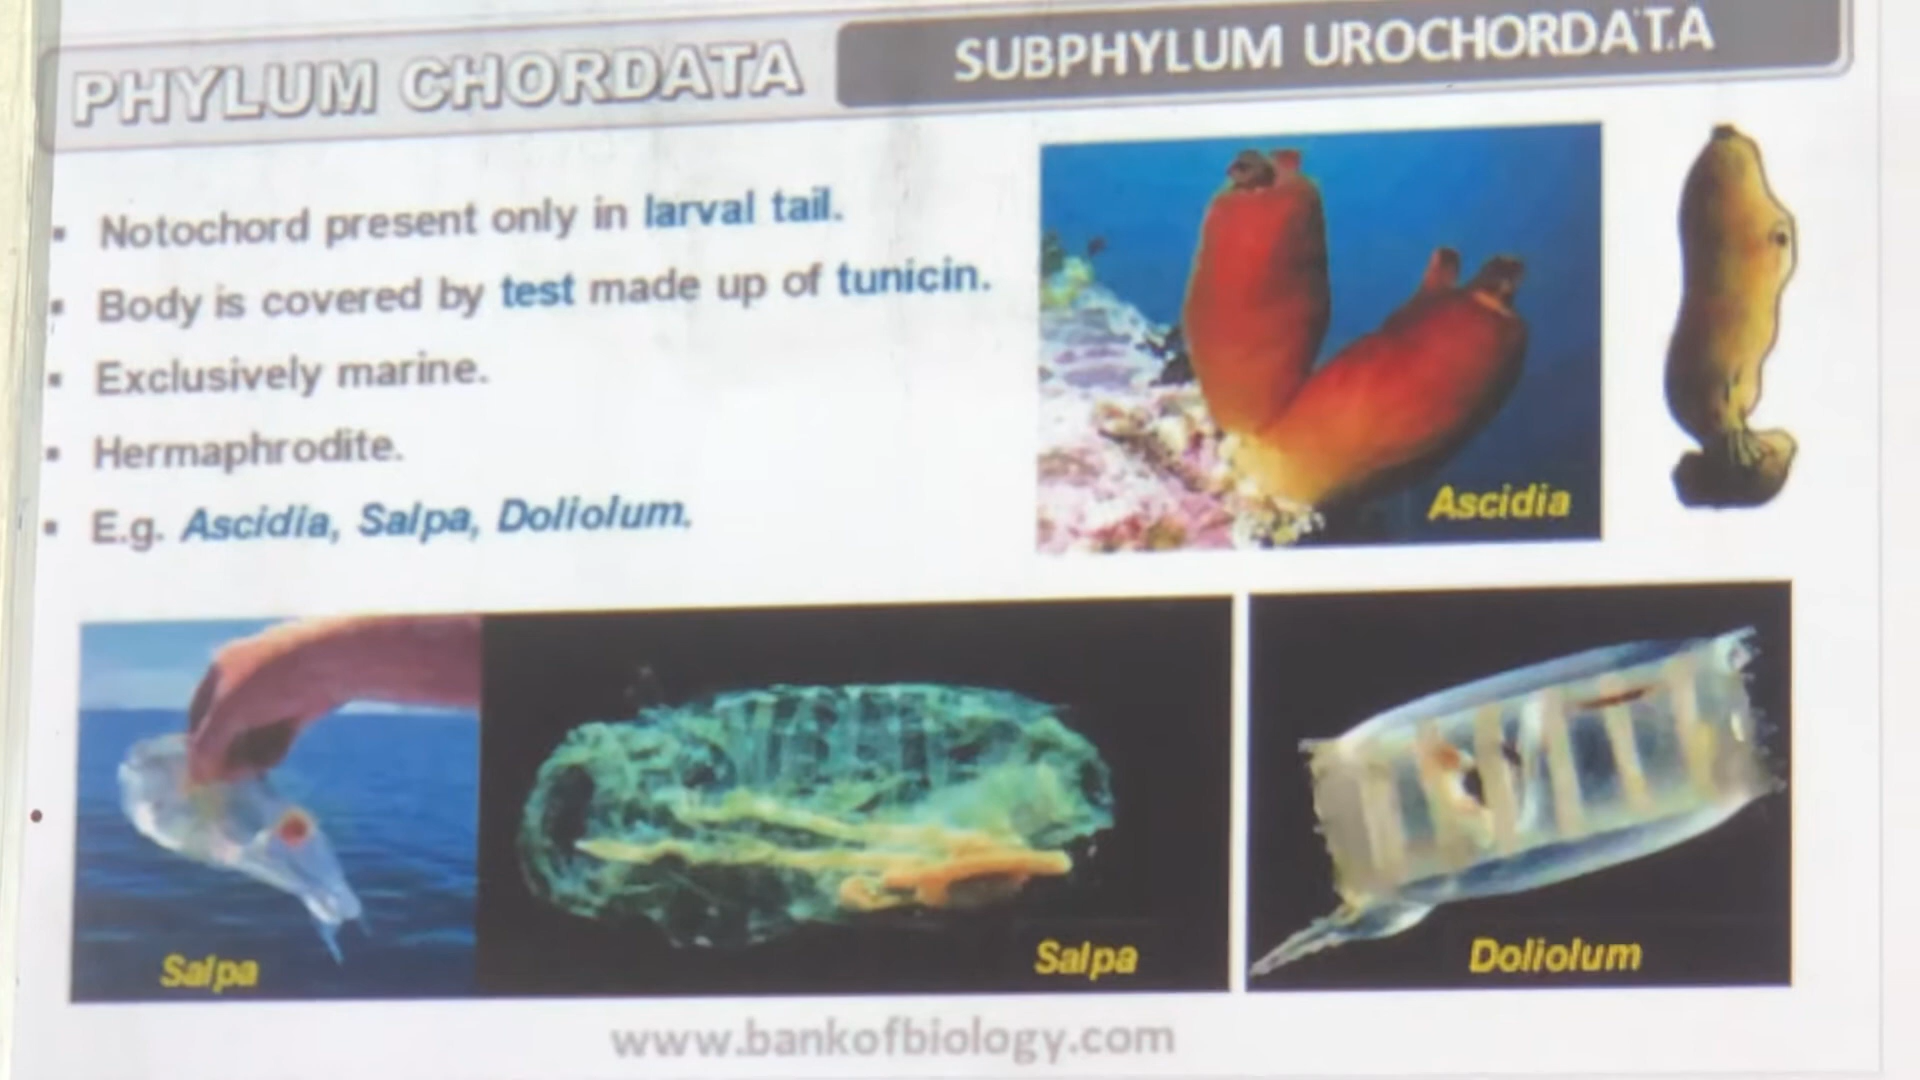 PHYLUM CHORDATA
SUBPHYLUM UROCHORDATA
▪ Notochord present only in larval tail.
▪ Body is covered by test made up of tunicin.
▪ Exclusively marine.
▪ Hermaphrodite.
▪ E.g. Ascidia, Salpa, Doliolum.
Ascidia
Salpa
Salpa
Doliolum
www.bankofbiology.com